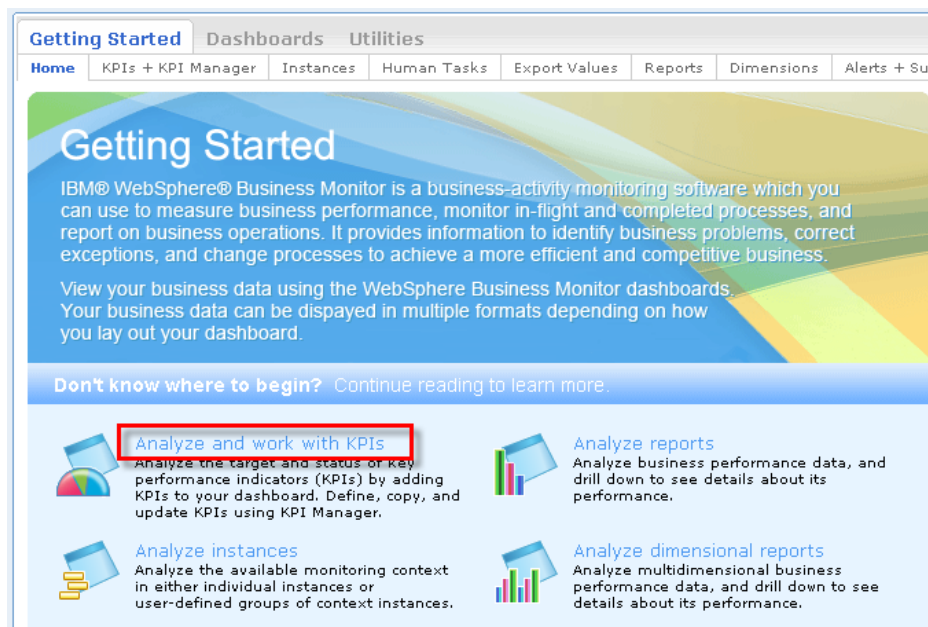 Getting Started Dashboards Utilities
Home KPIs + KPI Manager Instances Human Tasks Export Values Reports Dimensions Alerts + Su
Getting Started
IBM® WebSphere® Business Monitor is a business-activity monitoring software which you
can use to measure business performance, monitor in-flight and completed processes, and
report on business operations. It provides information to identify business problems, correct
exceptions, and change processes to achieve a more efficient and competitive business.
View your business data using the WebSphere Business Monitor dashboards.
Your business data can be dispayed in multiple formats depending on how
you lay out your dashboard.
Don't know where to begin? Continue reading to learn more.
Analyze and work with KPIs
Analyze the target and status of Key
performance indicators (KPIs) by adding
KPIs to your dashboard. Define, copy, and
update KPIs using KPI Manager.
Analyze reports
Analyze business performance data, and
drill down to see details about its
performance.
Analyze instances
Analyze the available monitoring context
in either individual instances or
user-defined groups of context instances.
Analyze dimensional reports
Analyze multidimensional business
performance data, and drill down to see
details about its performance.